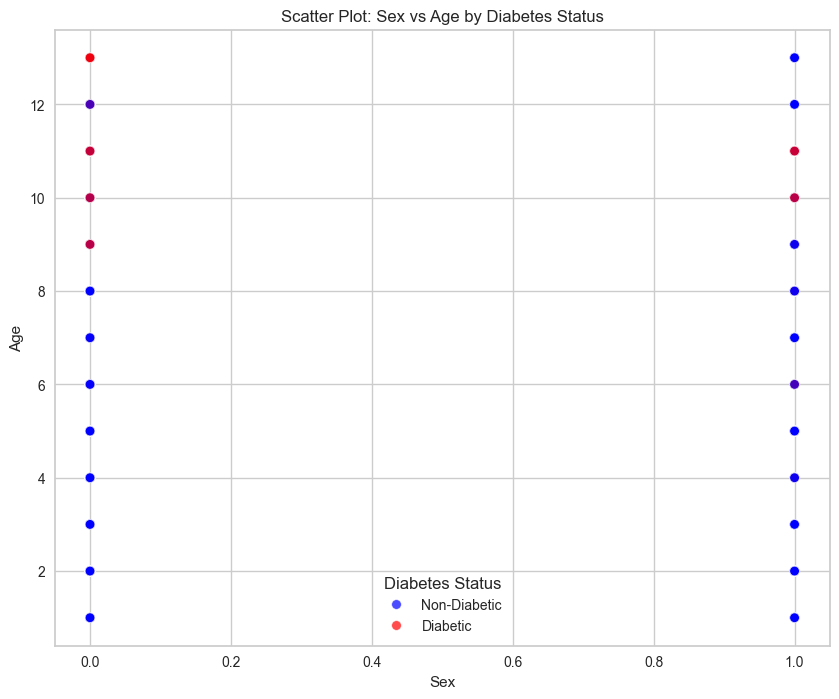 Scatter Plot: Sex vs Age by Diabetes Status
12
10
8
6
4
2
Age
Diabetes Status
Non-Diabetic
Diabetic
0.0 0.2 0.4 0.6 0.8 1.0
Sex